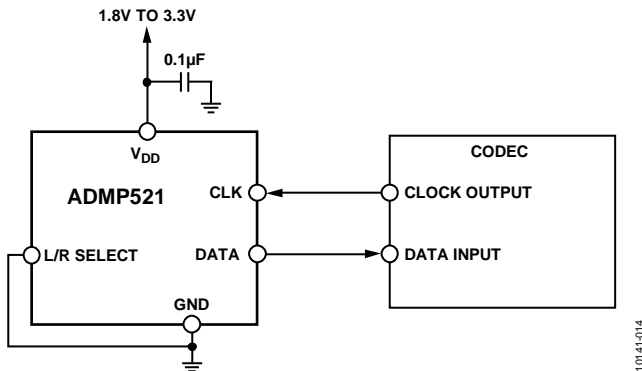 1.8V TO 3.3V
0.1µF
VDD
CODEC
ADMP521
CLK
CLOCK OUTPUT
L/R SELECT
DATA
DATA INPUT
GND
10141-014